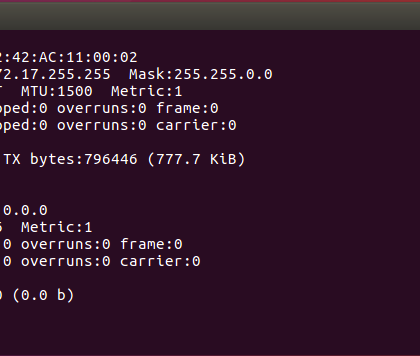 2:42:AC:11:00:02
72.17.255.255  Mask:255.255.0.0
MTU:1500  Metric:1
pped:0 overruns:0 frame:0
pped:0 overruns:0 carrier:0
TX bytes:796446 (777.7 KiB)
.0.0.0
Metric:1
0 overruns:0 frame:0
0 overruns:0 carrier:0
(0.0 b)